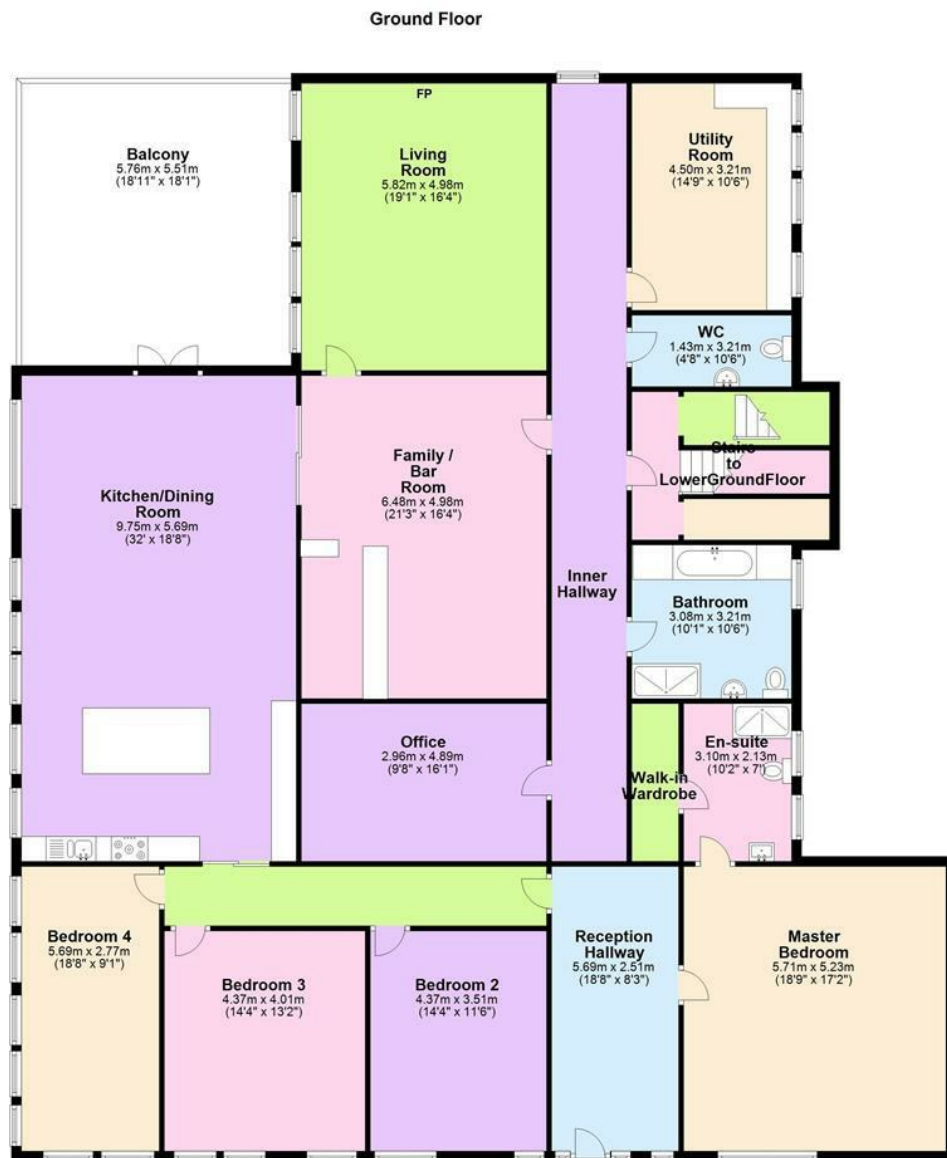 Ground Floor
FP
Balcony
5.76m x 5.51m
(18'11" x 18'1")
Living
Room
5.82m x 4.98m
(19'1" x 16'4")
Utility
Room
4.50m x 3.21m
(14'9" x 10'6")
WC
1.43m x 3.21m
(4'8" x 10'6")
Stairs
to
LowerGroundFloor
Kitchen/Dining
Room
9.75m x 5.69m
(32' x 18'8")
Family /
Bar
Room
6.48m x 4.98m
(21'3" x 16'4")
Inner
Hallway
Bathroom
3.08m x 3.21m
(10'1" x 10'6")
Office
2.96m x 4.89m
(9'8" x 16'1")
Walk-in
Wardrobe
En-suite
3.10m x 2.13m
(10'2" x 7')
Bedroom 4
5.69m x 2.77m
(18'8" x 9'1")
Bedroom 3
4.37m x 4.01m
(14'4" x 13'2")
Bedroom 2
4.37m x 3.51m
(14'4" x 11'6")
Reception
Hallway
5.69m x 2.51m
(18'8" x 8'3")
Master
Bedroom
5.71m x 5.23m
(18'9" x 17'2")